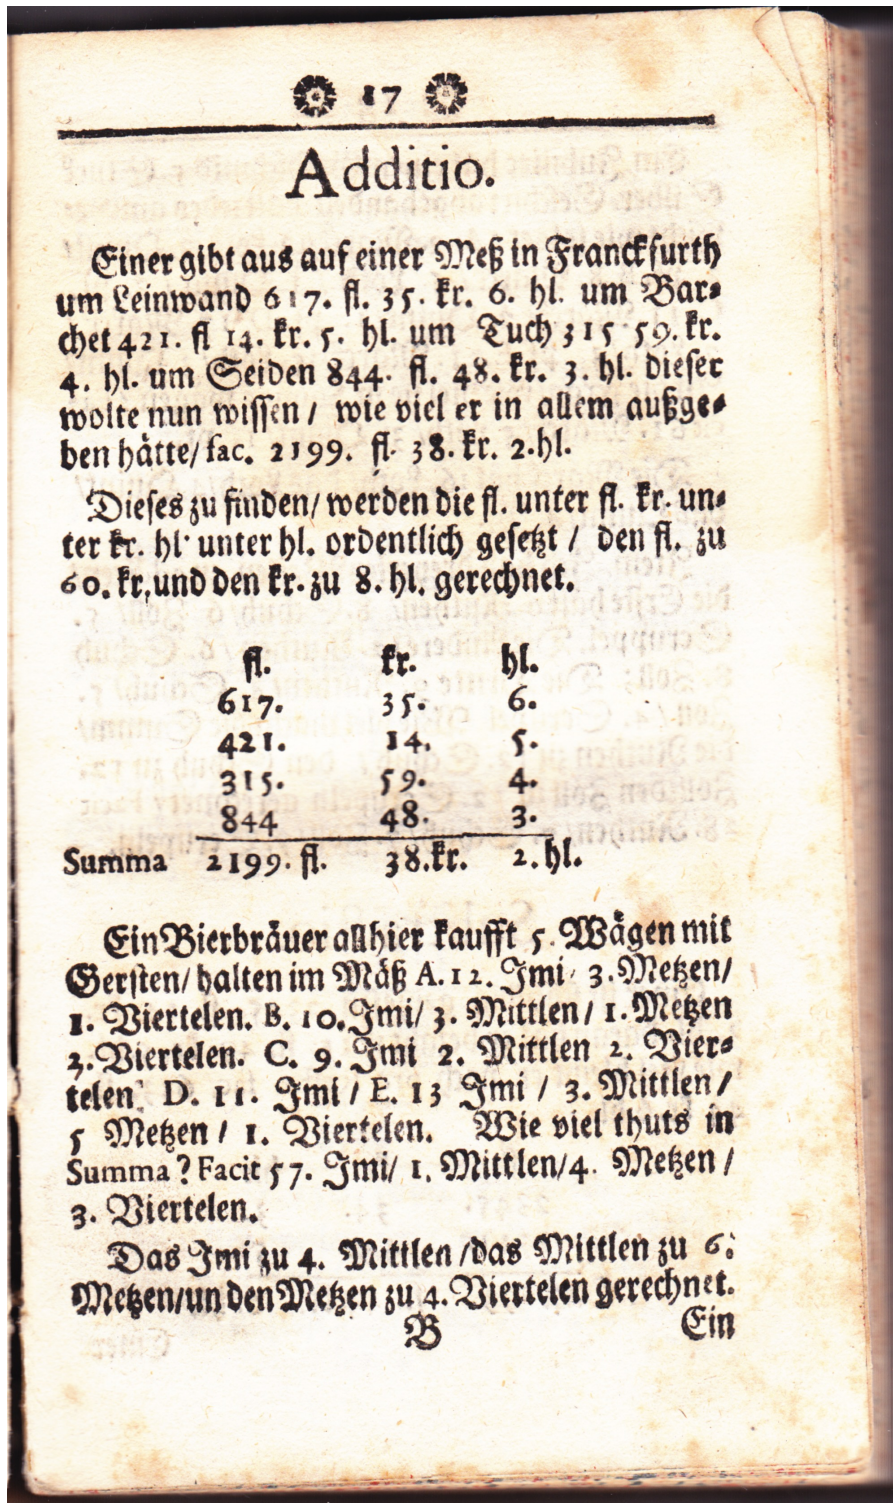 17
Additio.
Einer gibt aus auf einer Meß in Franckfurth
um Leinwand 617. fl. 35. kr. 6. hl. um Bar-
chet 421. fl 14. kr. 5. hl. um Tuch 315 59. kr.
4. hl. um Seiden 844. fl. 48. kr. 3. hl. dieser
wolte nun wissen / wie viel er in allem außge-
ben hätte/ fac. 2199. fl. 38. kr. 2. hl.
Dieses zu finden/ werden die fl. unter fl. kr. un-
ter kr. hl. unter hl. ordentlich gesetzt / den fl. zu
60. kr. und den kr. zu 8. hl. gerechnet.
fl. kr. hl.
617. 35. 6.
421. 14. 5.
315. 59. 4.
844 48. 3.
Summa 2199. fl. 38. kr. 2. hl.
Ein Bierbräuer allhier kaufft 5. Wägen mit
Gersten/ halten im Mäß A. 12. Imi 3. Metzen/
1. Viertelen. B. 10. Imi/ 3. Mittlen/ 1. Metzen
3. Viertelen. C. 9. Imi 2. Mittlen 2. Vier-
telen D. 11. Imi / E. 13 Imi / 3. Mittlen /
5 Metzen / 1. Viertelen. Wie viel thuts in
Summa? Facit 57. Imi/ 1. Mittlen/ 4. Metzen /
3. Viertelen.
Das Imi zu 4. Mittlen /das Mittlen zu 6.
Metzen/un den Metzen zu 4. Viertelen gerechnet.
B Ein